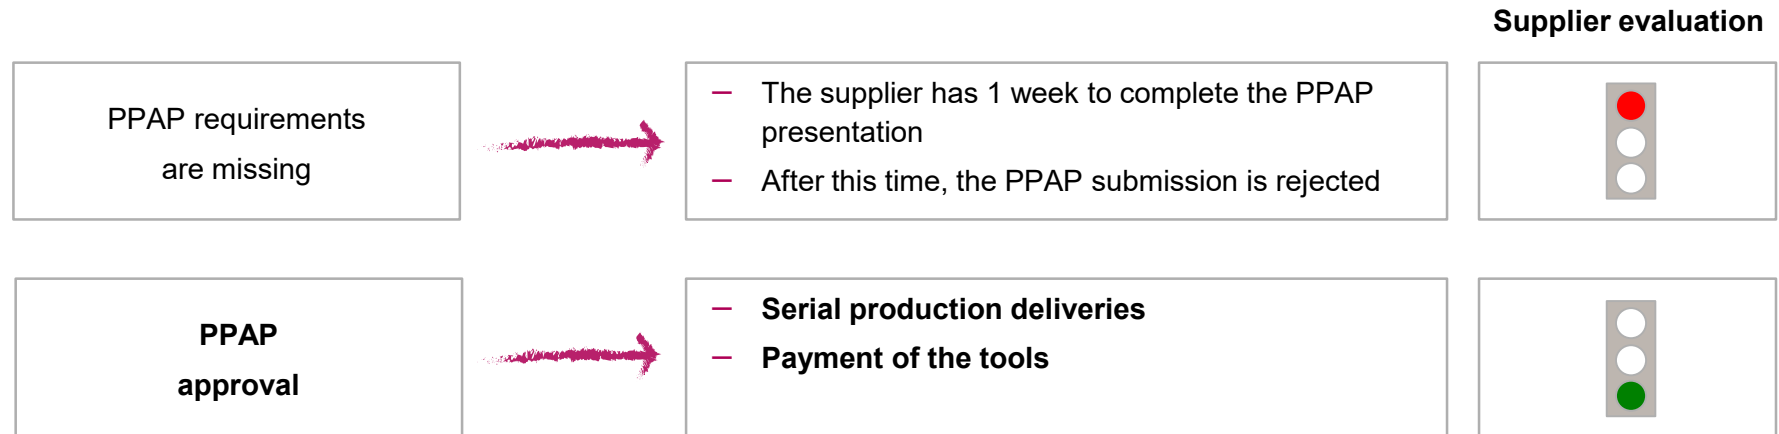 Supplier evaluation
PPAP requirements
are missing
– The supplier has 1 week to complete the PPAP
presentation
– After this time, the PPAP submission is rejected
PPAP
approval
– Serial production deliveries
– Payment of the tools